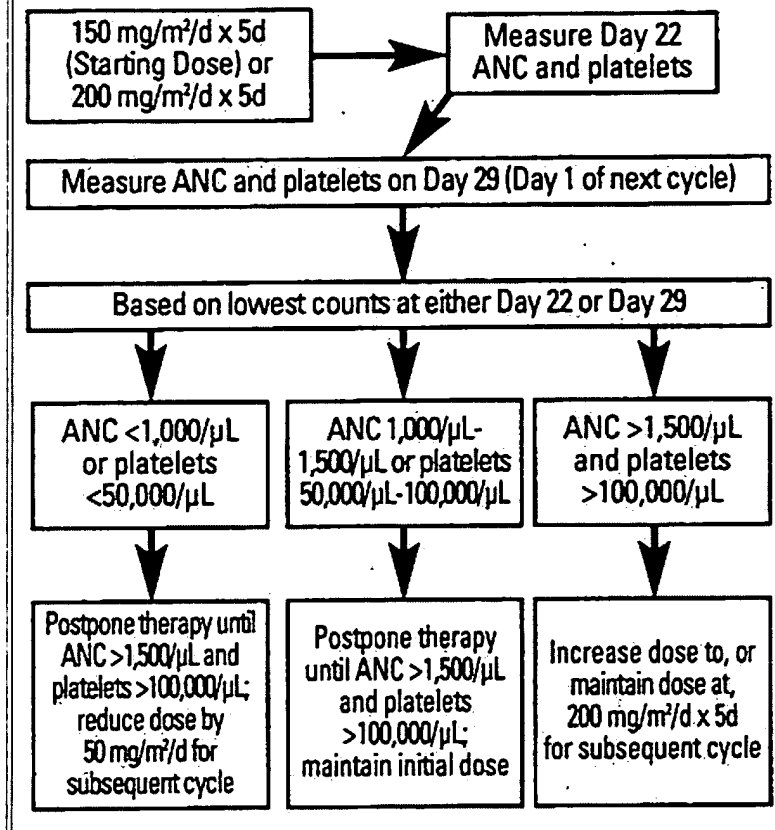 150 mg/m²/d x 5d
(Starting Dose) or
200 mg/m²/d x 5d
Measure Day 22
ANC and platelets
Measure ANC and platelets on Day 29 (Day 1 of next cycle)
Based on lowest counts at either Day 22 or Day 29
ANC <1,000/µL
or platelets
<50,000/µL
ANC 1,000/µL-
1,500/µL or platelets
50,000/µL-100,000/µL
ANC >1,500/µL
and platelets
>100,000/µL
Postpone therapy until
ANC >1,500/µL and
platelets >100,000/µL;
reduce dose by
50 mg/m²/d for
subsequent cycle
Postpone therapy
until ANC >1,500/µL
and platelets
>100,000/µL;
maintain initial dose
Increase dose to, or
maintain dose at,
200 mg/m²/d x 5d
for subsequent cycle